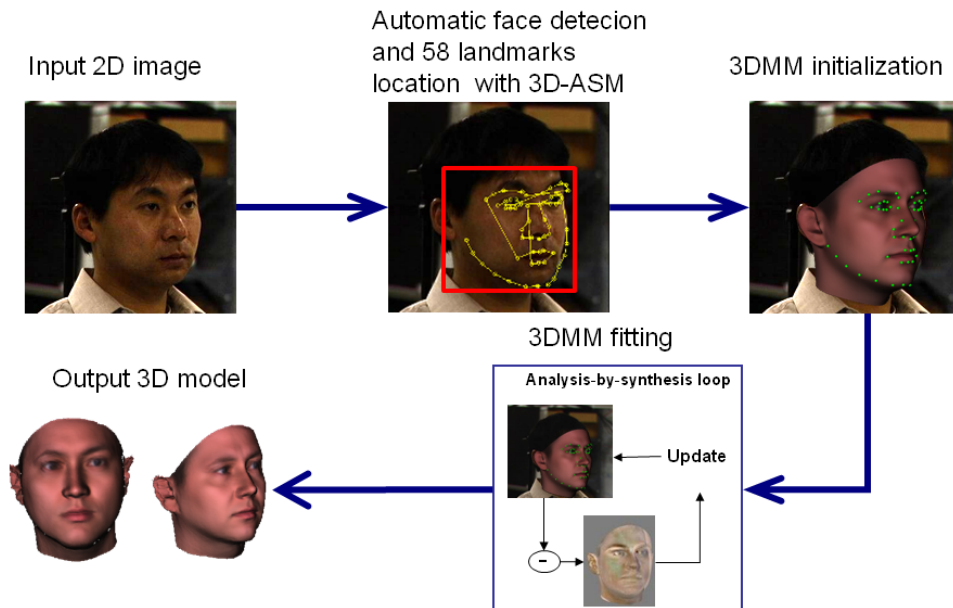 Input 2D image
Automatic face detecion
and 58 landmarks
location with 3D-ASM
3DMM initialization
3DMM fitting
Analysis-by-synthesis loop
Update
-
Output 3D model